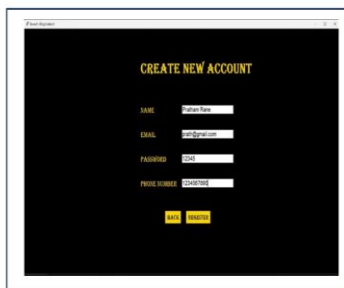 CREATE NEW ACCOUNT
NAME Pratham Rane
EMAIL prath@gmail.com
PASSWORD 12345
PHONE NUMBER 1234567890
BACK REGISTER